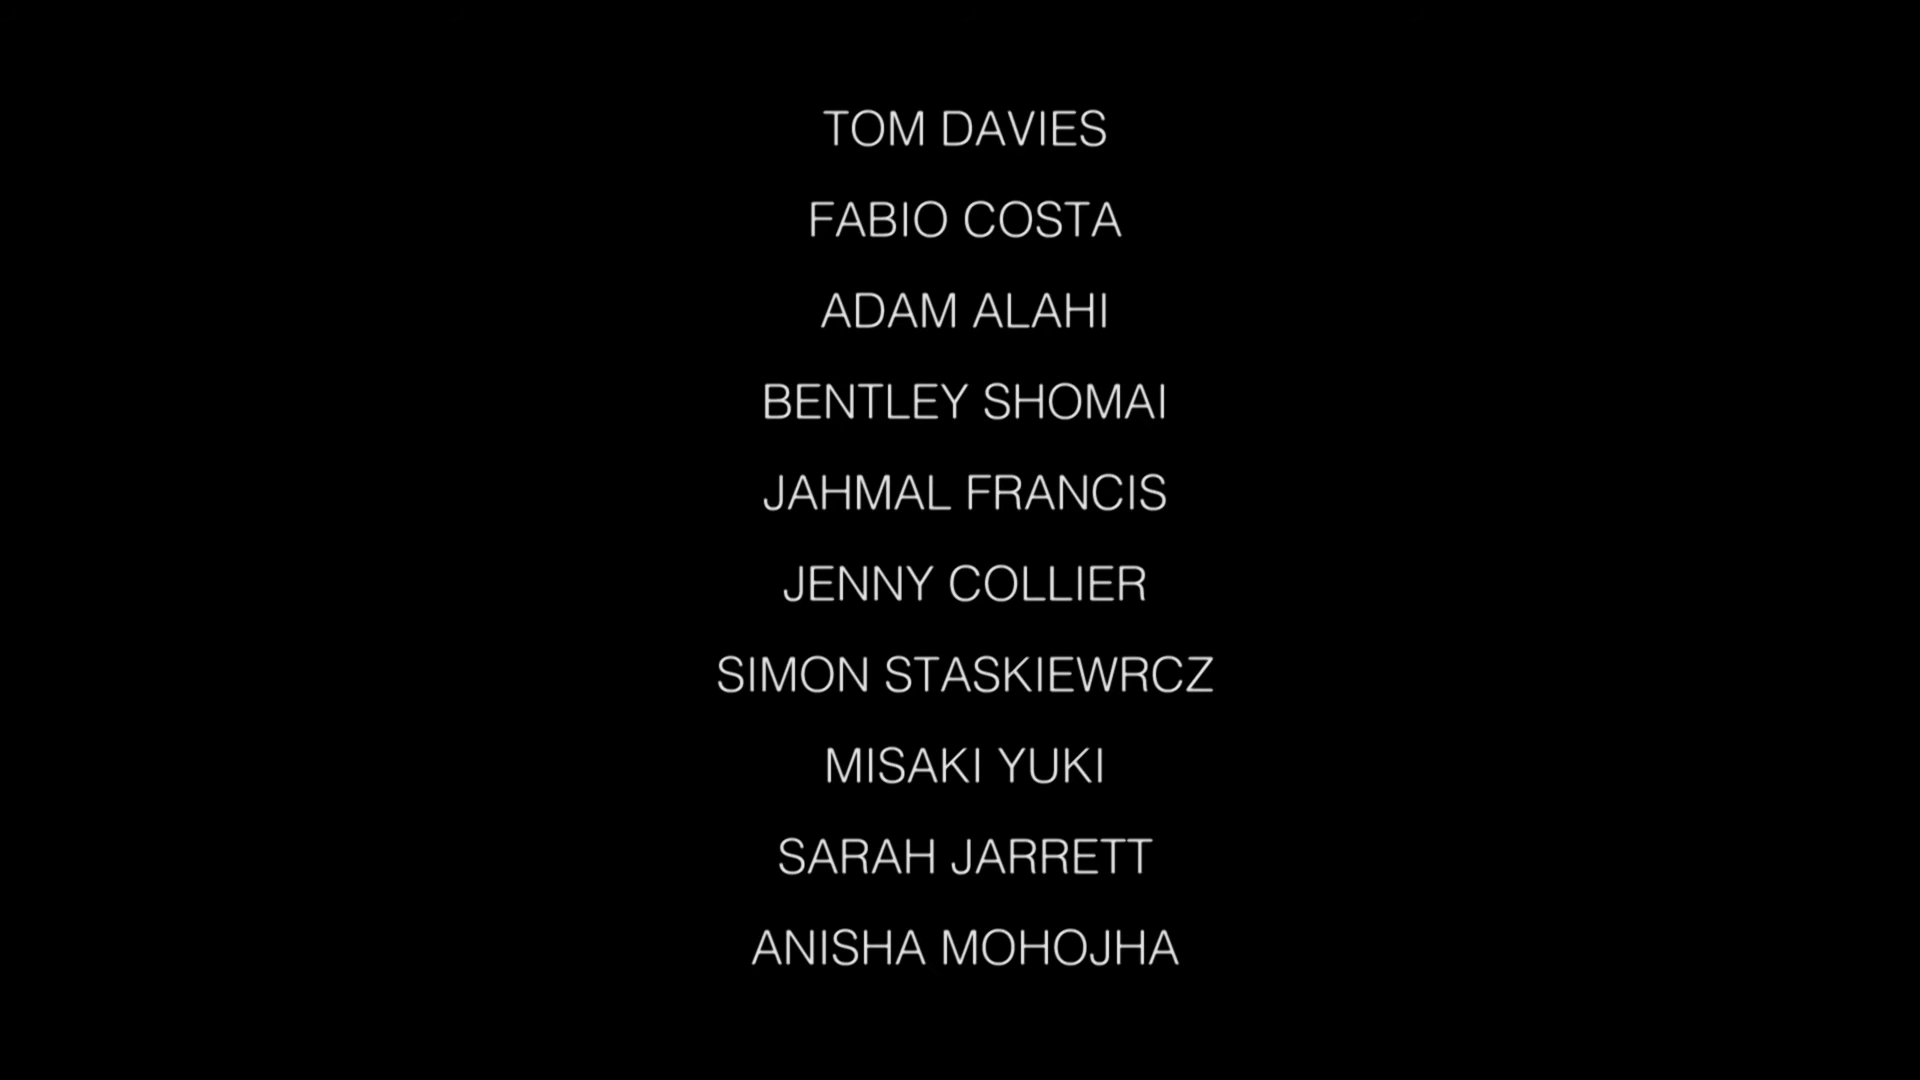 TOM DAVIES
FABIO COSTA
ADAM ALAHI
BENTLEY SHOMAI
JAHMAL FRANCIS
JENNY COLLIER
SIMON STASKIEWRCZ
MISAKI YUKI
SARAH JARRETT
ANISHA MOHOJHA